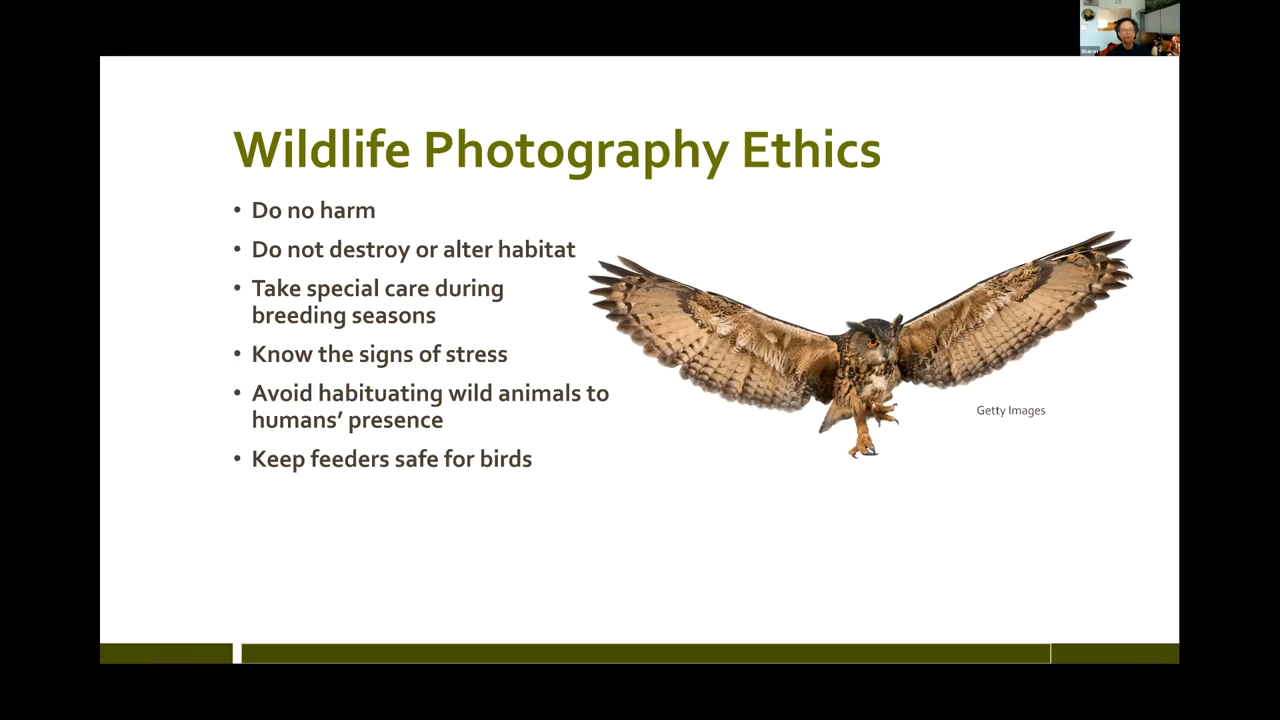 Sharon
Wildlife Photography Ethics
• Do no harm
• Do not destroy or alter habitat
• Take special care during
breeding seasons
• Know the signs of stress
• Avoid habituating wild animals to
humans’ presence
• Keep feeders safe for birds
Getty Images